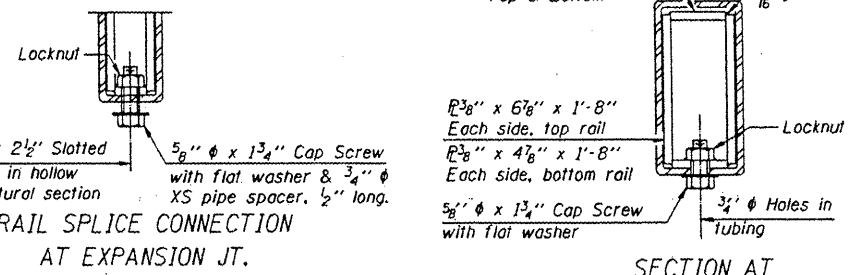 Locknut
2½" Slotted
in hollow
tural section
⅝" ϕ x 1¾" Cap Screw
with flat washer & ¾" ϕ
XS pipe spacer, ½" long.
RAIL SPLICE CONNECTION
AT EXPANSION JT.
16
℄⅜" x 6⅞" x 1'-8"
Each side, top rail
℄⅜" x 4⅞" x 1'-8"
Each side, bottom rail
⅝" ϕ x 1¾" Cap Screw
with flat washer
Locknut
¾" ϕ Holes in
tubing
SECTION AT